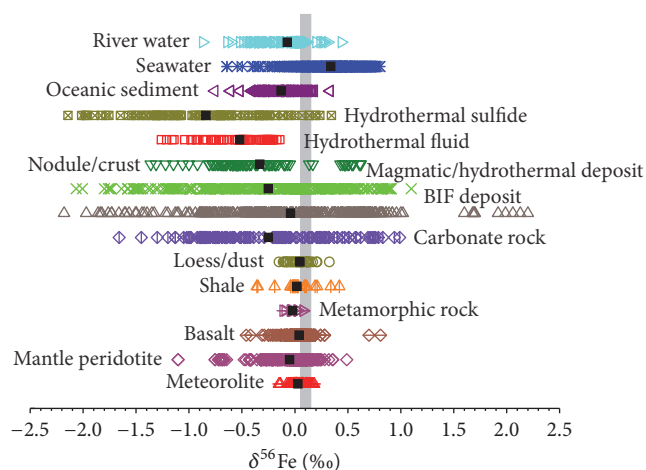 River water
Seawater
Oceanic sediment
Hydrothermal sulfide
Hydrothermal fluid
Nodule/crust
Magmatic/hydrothermal deposit
BIF deposit
Carbonate rock
Loess/dust
Shale
Metamorphic rock
Basalt
Mantle peridotite
Meteorolite
−2.5 −2.0 −1.5 −1.0 −0.5 0.0 0.5 1.0 1.5 2.0 2.5
δ⁵⁶Fe (‰)